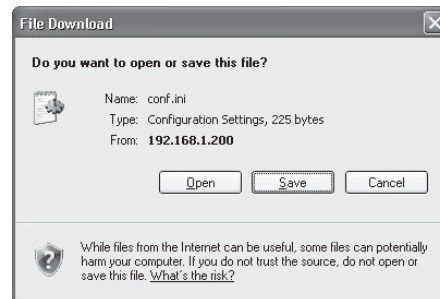 File Download
Do you want to open or save this file?
Name: conf.ini
Type: Configuration Settings, 225 bytes
From: 192.168.1.200
Open Save Cancel
While files from the Internet can be useful, some files can potentially
harm your computer. If you do not trust the source, do not open or
save this file. What's the risk?